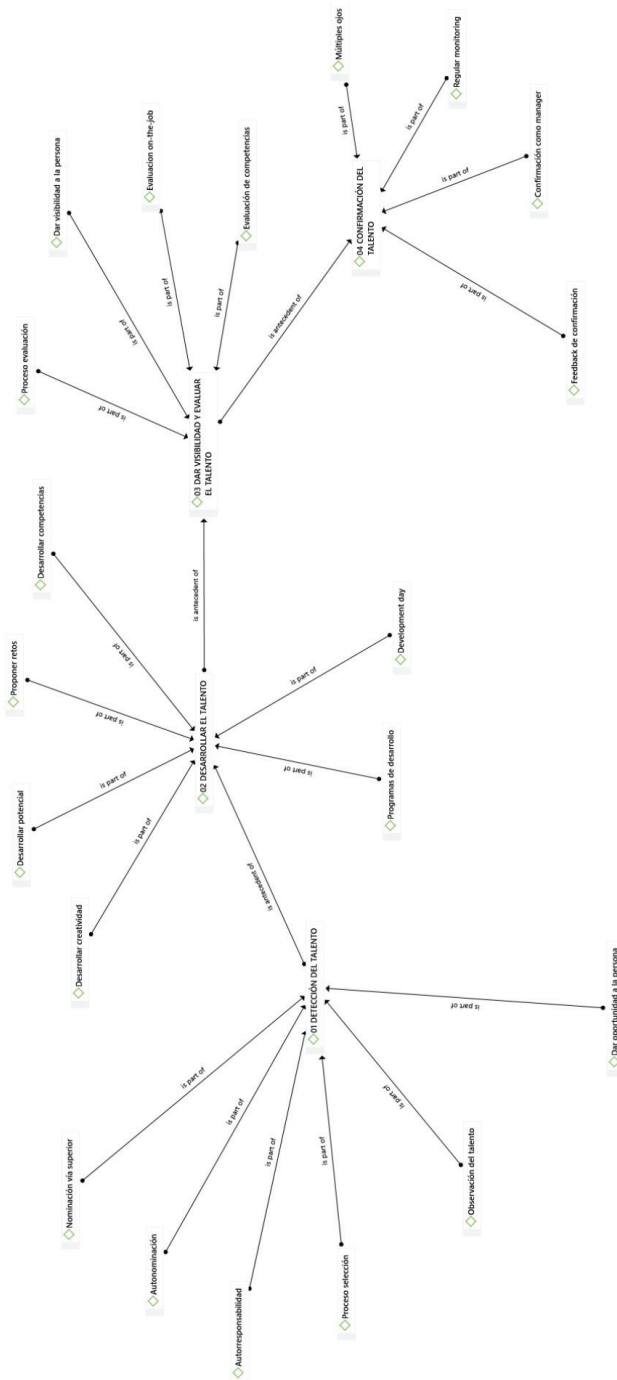 Nominación vía superior
is part of
Autonominación
is part of
Autorresponsabilidad
is part of
Proceso selección
is part of
Observación del talento
is part of
Dar oportunidad a la persona
is part of
01 DETECCIÓN DEL TALENTO
is antecedent of
Desarrollar creatividad
is part of
Desarrollar potencial
is part of
Proponer retos
is part of
Desarrollar competencias
is part of
02 DESARROLLAR EL TALENTO
Programas de desarrollo
is part of
Development day
is part of
is antecedent of
Proceso evaluación
is part of
Dar visibilidad a la persona
is part of
Evaluacion on-the-job
is part of
Evaluación de competencias
is part of
03 DAR VISIBILIDAD Y EVALUAR
EL TALENTO
is antecedent of
Múltiples ojos
is part of
Regular monitoring
is part of
04 CONFIRMACIÓN DEL
TALENTO
Confirmación como manager
is part of
Feedback de confirmación
is part of